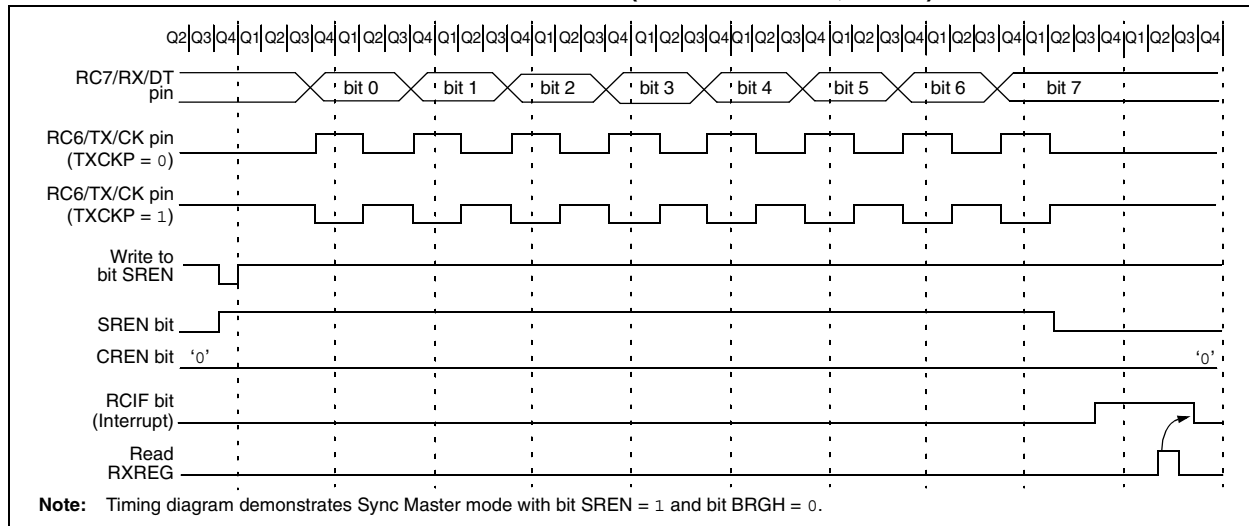 Q2 Q3 Q4 Q1 Q2 Q3 Q4 Q1 Q2 Q3 Q4 Q1 Q2 Q3 Q4 Q1 Q2 Q3 Q4 Q1 Q2 Q3 Q4 Q1 Q2 Q3 Q4 Q1 Q2 Q3 Q4 Q1 Q2 Q3 Q4 Q1 Q2 Q3 Q4 Q1 Q2 Q3 Q4
RC7/RX/DT
pin
bit 0 bit 1 bit 2 bit 3 bit 4 bit 5 bit 6 bit 7
RC6/TX/CK pin
(TXCKP = 0)
RC6/TX/CK pin
(TXCKP = 1)
Write to
bit SREN
SREN bit
CREN bit '0' '0'
RCIF bit
(Interrupt)
Read
RXREG
Note: Timing diagram demonstrates Sync Master mode with bit SREN = 1 and bit BRGH = 0.